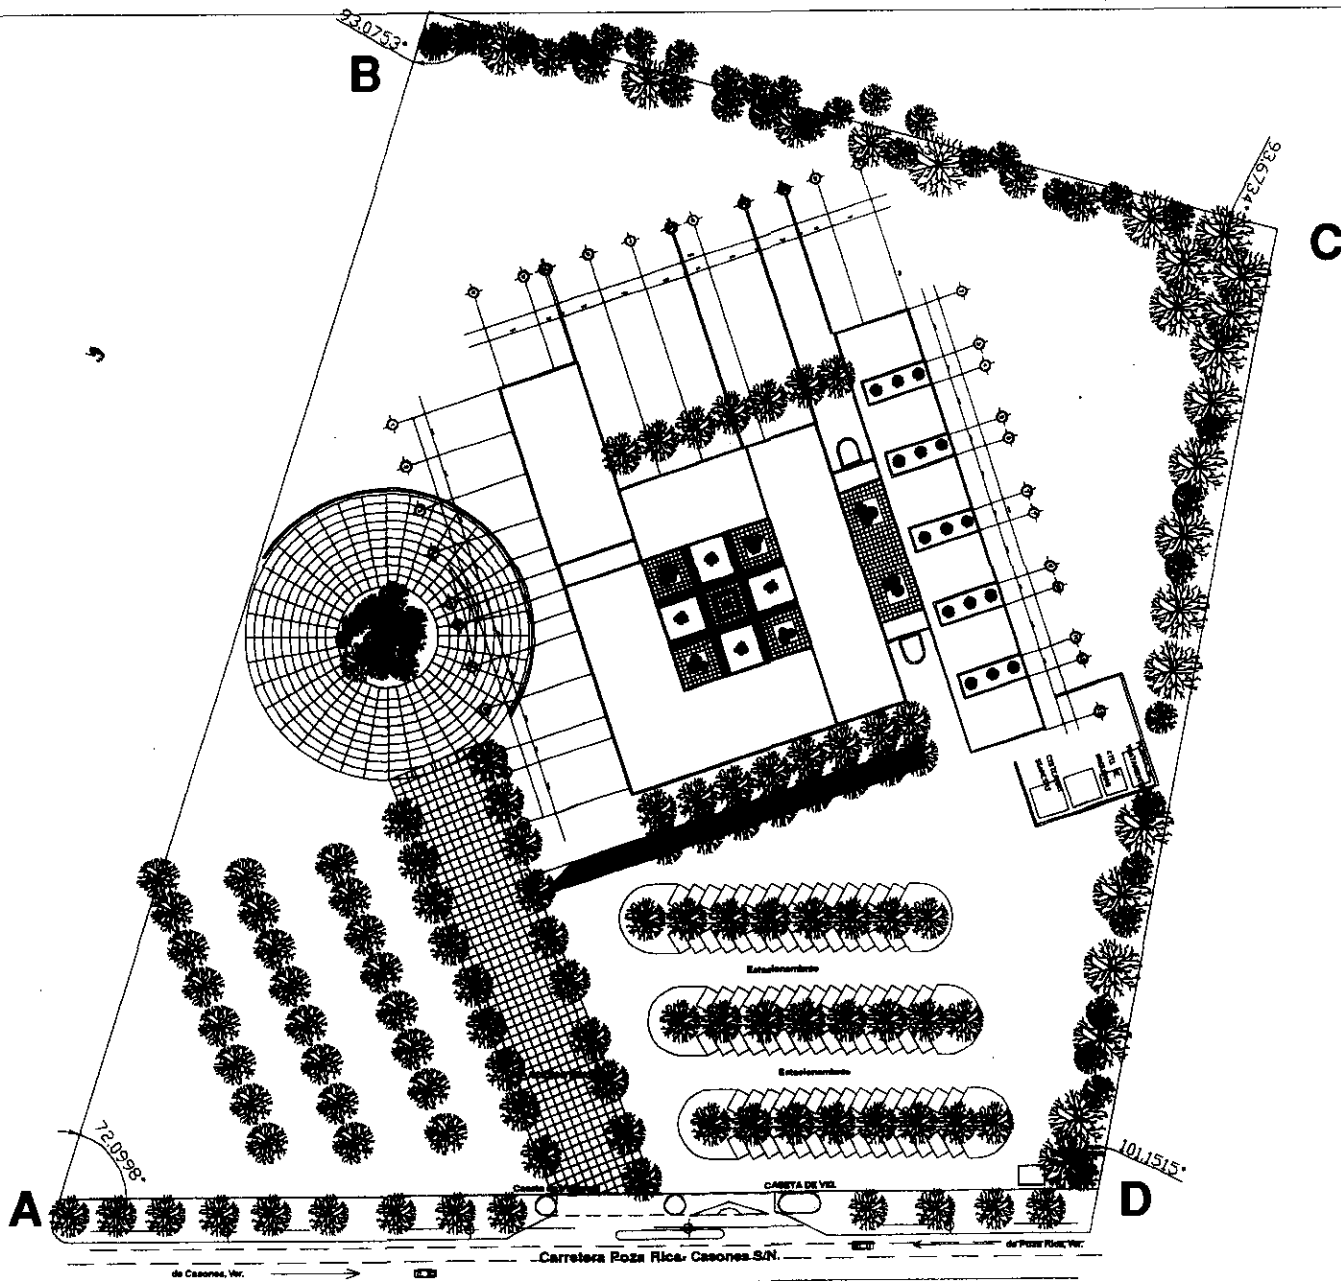 93.0753°
B
93.6734°
C
Estacionamiento
Estacionamiento
72.0998°
101.1515°
A
D
CASETA DE VIG.
Carretera Poza Rica- Casones S/N.
de Poza Rica, Ver.
de Casones, Ver.